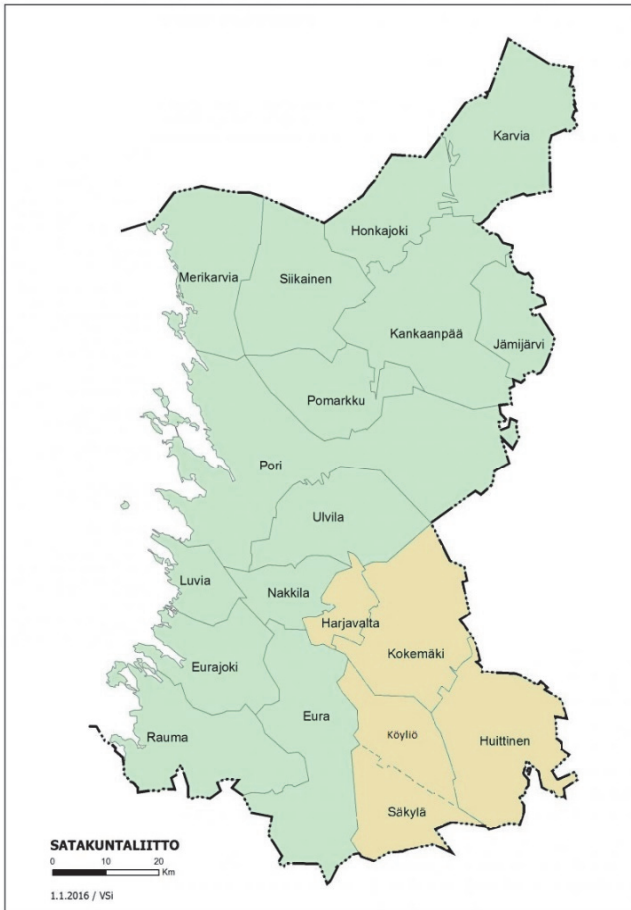 Karvia
Honkajoki
Merikarvia
Siikainen
Kankaanpää
Jämijärvi
Pomarkku
Pori
Ulvila
Luvia
Nakkila
Harjavalta
Kokemäki
Eurajoki
Eura
Rauma
Köyliö
Huittinen
Säkylä
SATAKUNTALIITTO
0 10 20
Km
1.1.2016 / VSi